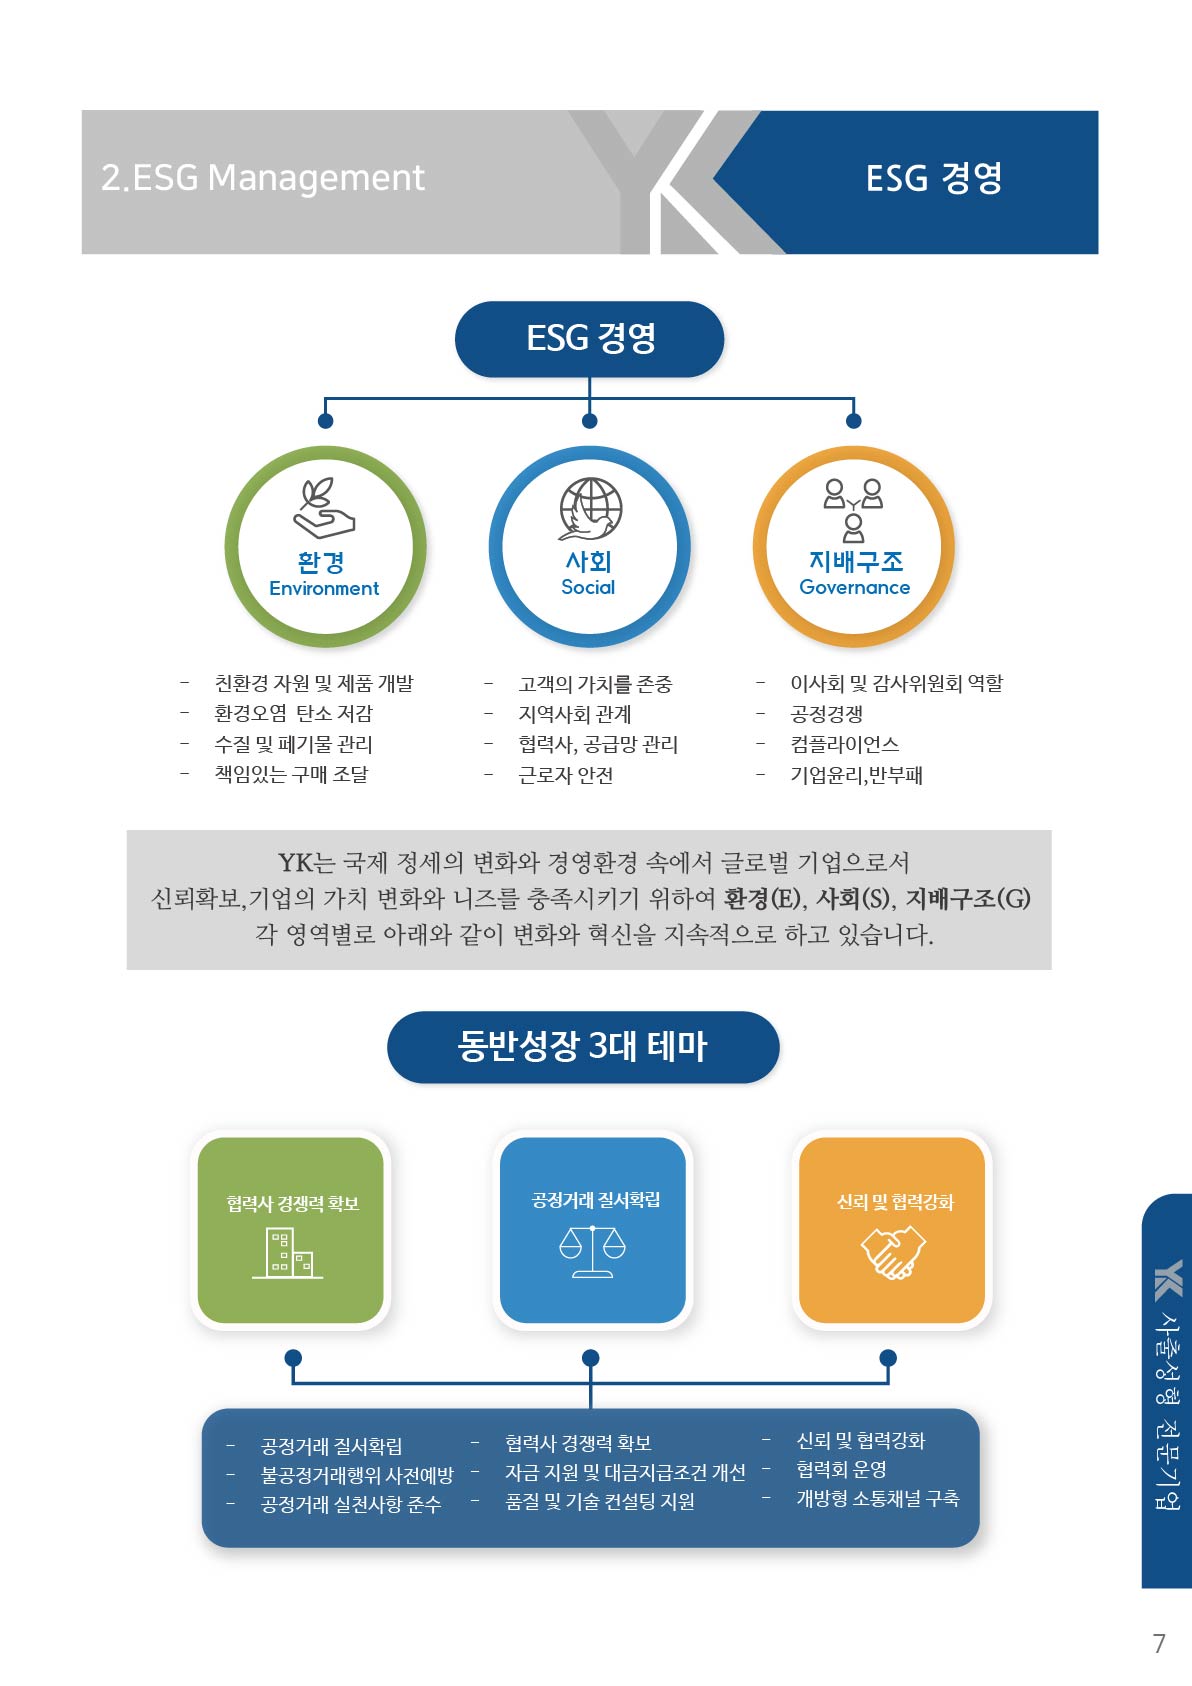 2.ESG Management
YK
ESG 경영
ESG 경영
환경
Environment
사회
Social
지배구조
Governance
- 친환경 자원 및 제품 개발
- 환경오염 탄소 저감
- 수질 및 폐기물 관리
- 책임있는 구매 조달
- 고객의 가치를 존중
- 지역사회 관계
- 협력사, 공급망 관리
- 근로자 안전
- 이사회 및 감사위원회 역할
- 공정경쟁
- 컴플라이언스
- 기업윤리,반부패
YK는 국제 정세의 변화와 경영환경 속에서 글로벌 기업으로서
신뢰확보,기업의 가치 변화와 니즈를 충족시키기 위하여 환경(E), 사회(S), 지배구조(G)
각 영역별로 아래와 같이 변화와 혁신을 지속적으로 하고 있습니다.
동반성장 3대 테마
협력사 경쟁력 확보
공정거래 질서확립
신뢰 및 협력강화
- 공정거래 질서확립
- 불공정거래행위 사전예방
- 공정거래 실천사항 준수
- 협력사 경쟁력 확보
- 자금 지원 및 대금지급조건 개선
- 품질 및 기술 컨설팅 지원
- 신뢰 및 협력강화
- 협력회 운영
- 개방형 소통채널 구축
YK 사출성형 전문기업
7